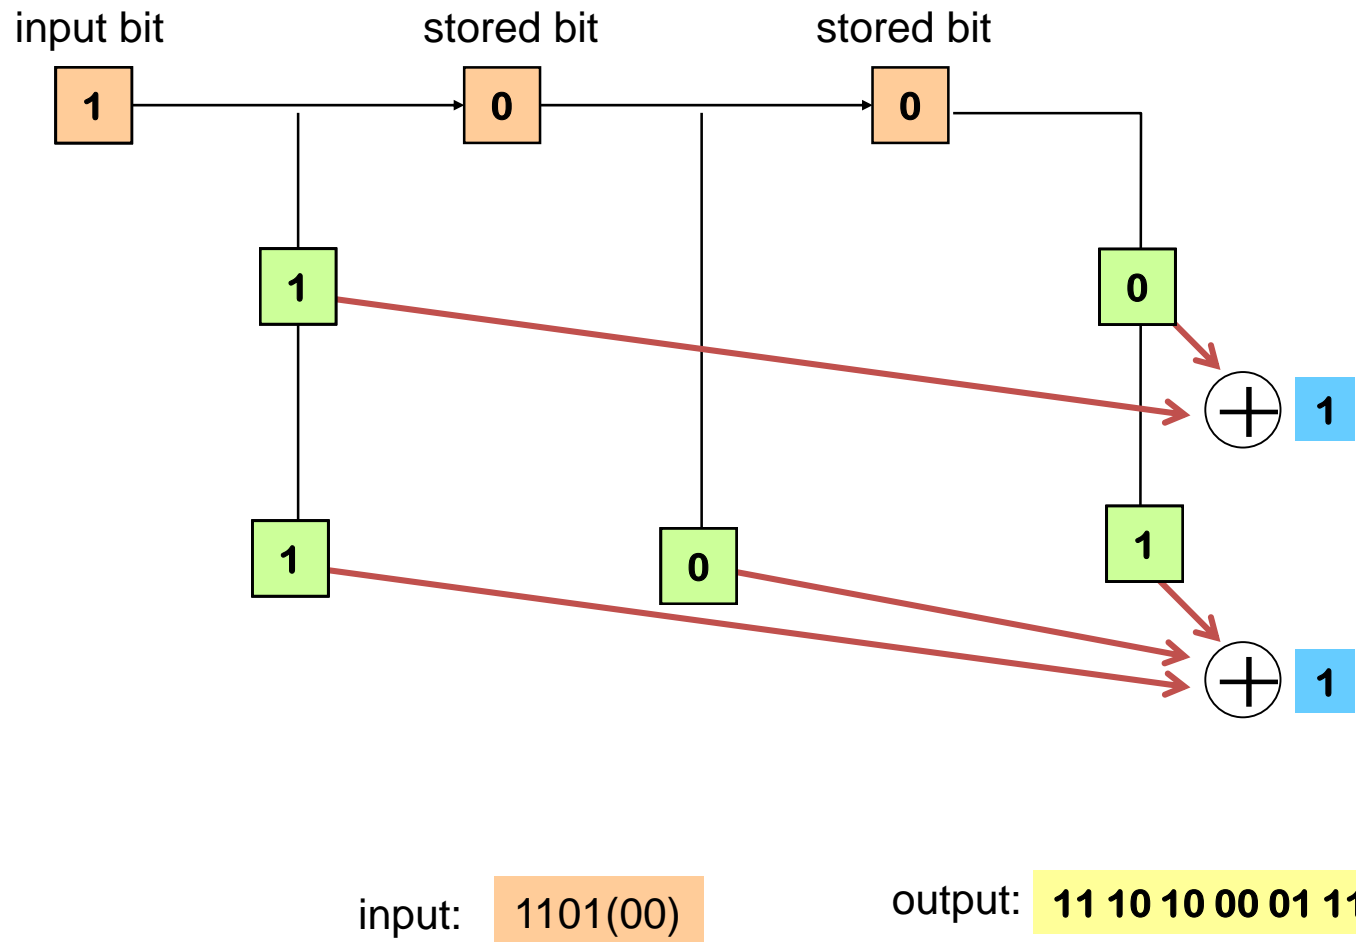 input bit stored bit stored bit
1 0 0
1 0
1
1 0 1
1
input: 1101(00) output: 11 10 10 00 01 11